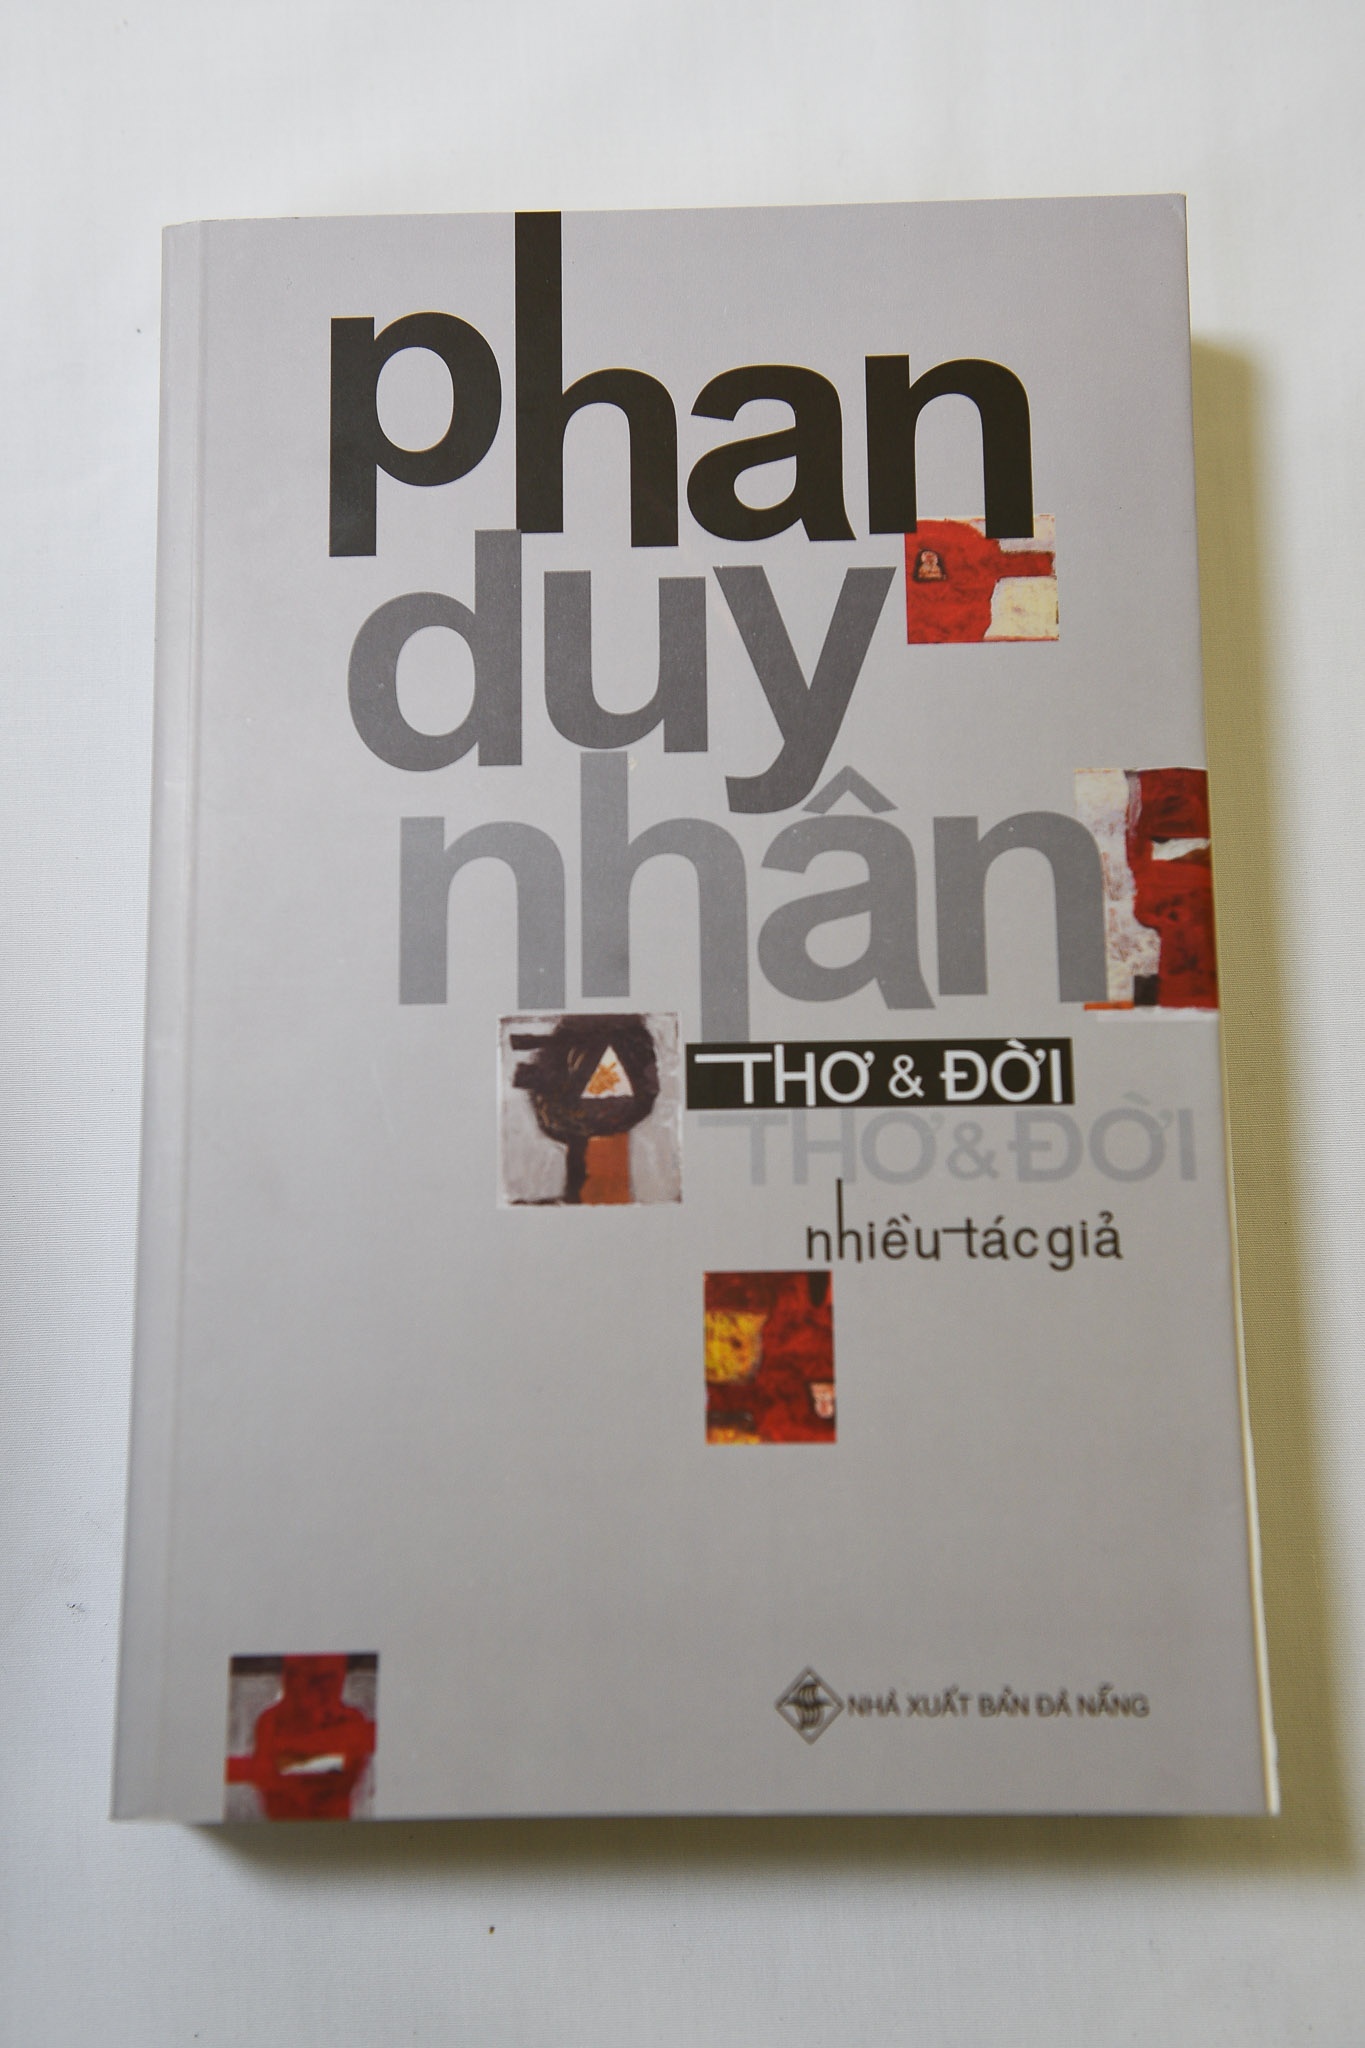 phan
duy
nhân
THƠ & ĐỜI
THƠ & ĐỜI
nhiều tác giả
NHÀ XUẤT BẢN ĐÀ NẴNG